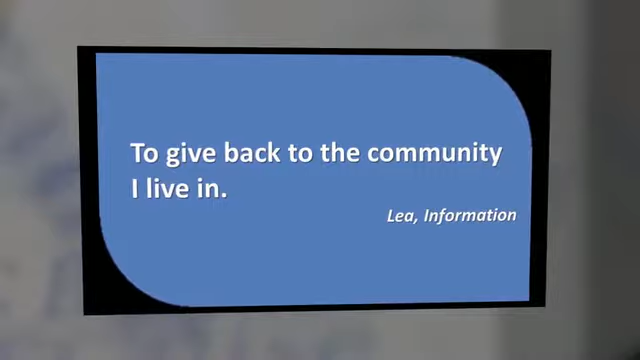 To give back to the community
I live in.
Lea, Information